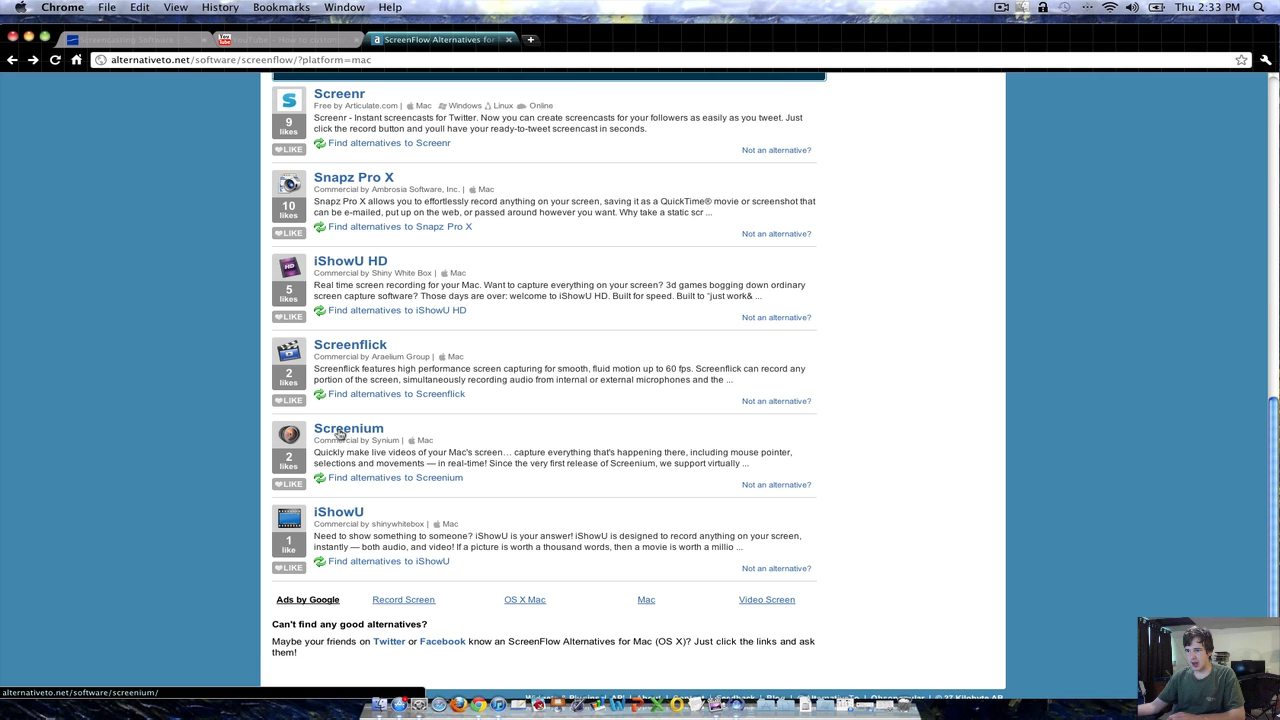 Chrome File Edit View History Bookmarks Window Help Thu 2:33 PM
Screencasting Software YouTube - How to custom ScreenFlow Alternatives for
alternativeto.net/software/screenflow/?platform=mac
Screenr
Free by Articulate.com | Mac Windows Linux Online
9
likes
Screenr - Instant screencasts for Twitter. Now you can create screencasts for your followers as easily as you tweet. Just
click the record button and youll have your ready-to-tweet screencast in seconds.
LIKE
Find alternatives to Screenr
Not an alternative?
Snapz Pro X
Commercial by Ambrosia Software, Inc. | Mac
10
likes
Snapz Pro X allows you to effortlessly record anything on your screen, saving it as a QuickTime® movie or screenshot that
can be e-mailed, put up on the web, or passed around however you want. Why take a static scr ...
LIKE
Find alternatives to Snapz Pro X
Not an alternative?
HD
iShowU HD
Commercial by Shiny White Box | Mac
5
likes
Real time screen recording for your Mac. Want to capture everything on your screen? 3d games bogging down ordinary
screen capture software? Those days are over: welcome to iShowU HD. Built for speed. Built to "just work& ...
LIKE
Find alternatives to iShowU HD
Not an alternative?
Screenflick
Commercial by Araelium Group | Mac
2
likes
Screenflick features high performance screen capturing for smooth, fluid motion up to 60 fps. Screenflick can record any
portion of the screen, simultaneously recording audio from internal or external microphones and the ...
LIKE
Find alternatives to Screenflick
Not an alternative?
Screenium
Commercial by Synium | Mac
2
likes
Quickly make live videos of your Mac's screen… capture everything that's happening there, including mouse pointer,
selections and movements — in real-time! Since the very first release of Screenium, we support virtually ...
LIKE
Find alternatives to Screenium
Not an alternative?
iShowU
Commercial by shinywhitebox | Mac
1
like
Need to show something to someone? iShowU is your answer! iShowU is designed to record anything on your screen,
instantly — both audio, and video! If a picture is worth a thousand words, then a movie is worth a millio ...
LIKE
Find alternatives to iShowU
Not an alternative?
Ads by Google Record Screen OS X Mac Mac Video Screen
Can't find any good alternatives?
Maybe your friends on Twitter or Facebook know an ScreenFlow Alternatives for Mac (OS X)? Just click the links and ask
them!
alternativeto.net/software/screenium/